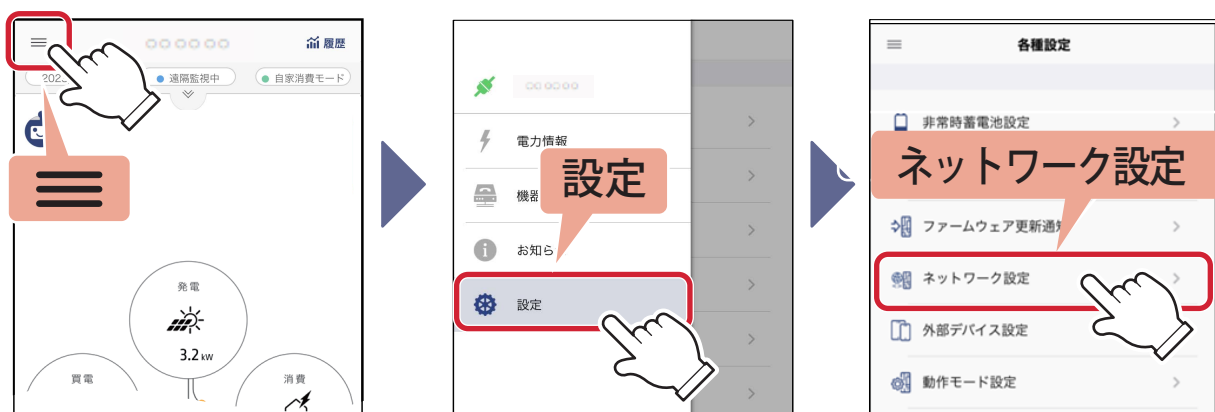 履歴
遠隔監視中
自家消費モード
発電
3.2 kW
買電
消費
電力情報
機器
お知ら
設定
設定
各種設定
非常時蓄電池設定
ネットワーク設定
ファームウェア更新通知
ネットワーク設定
外部デバイス設定
動作モード設定